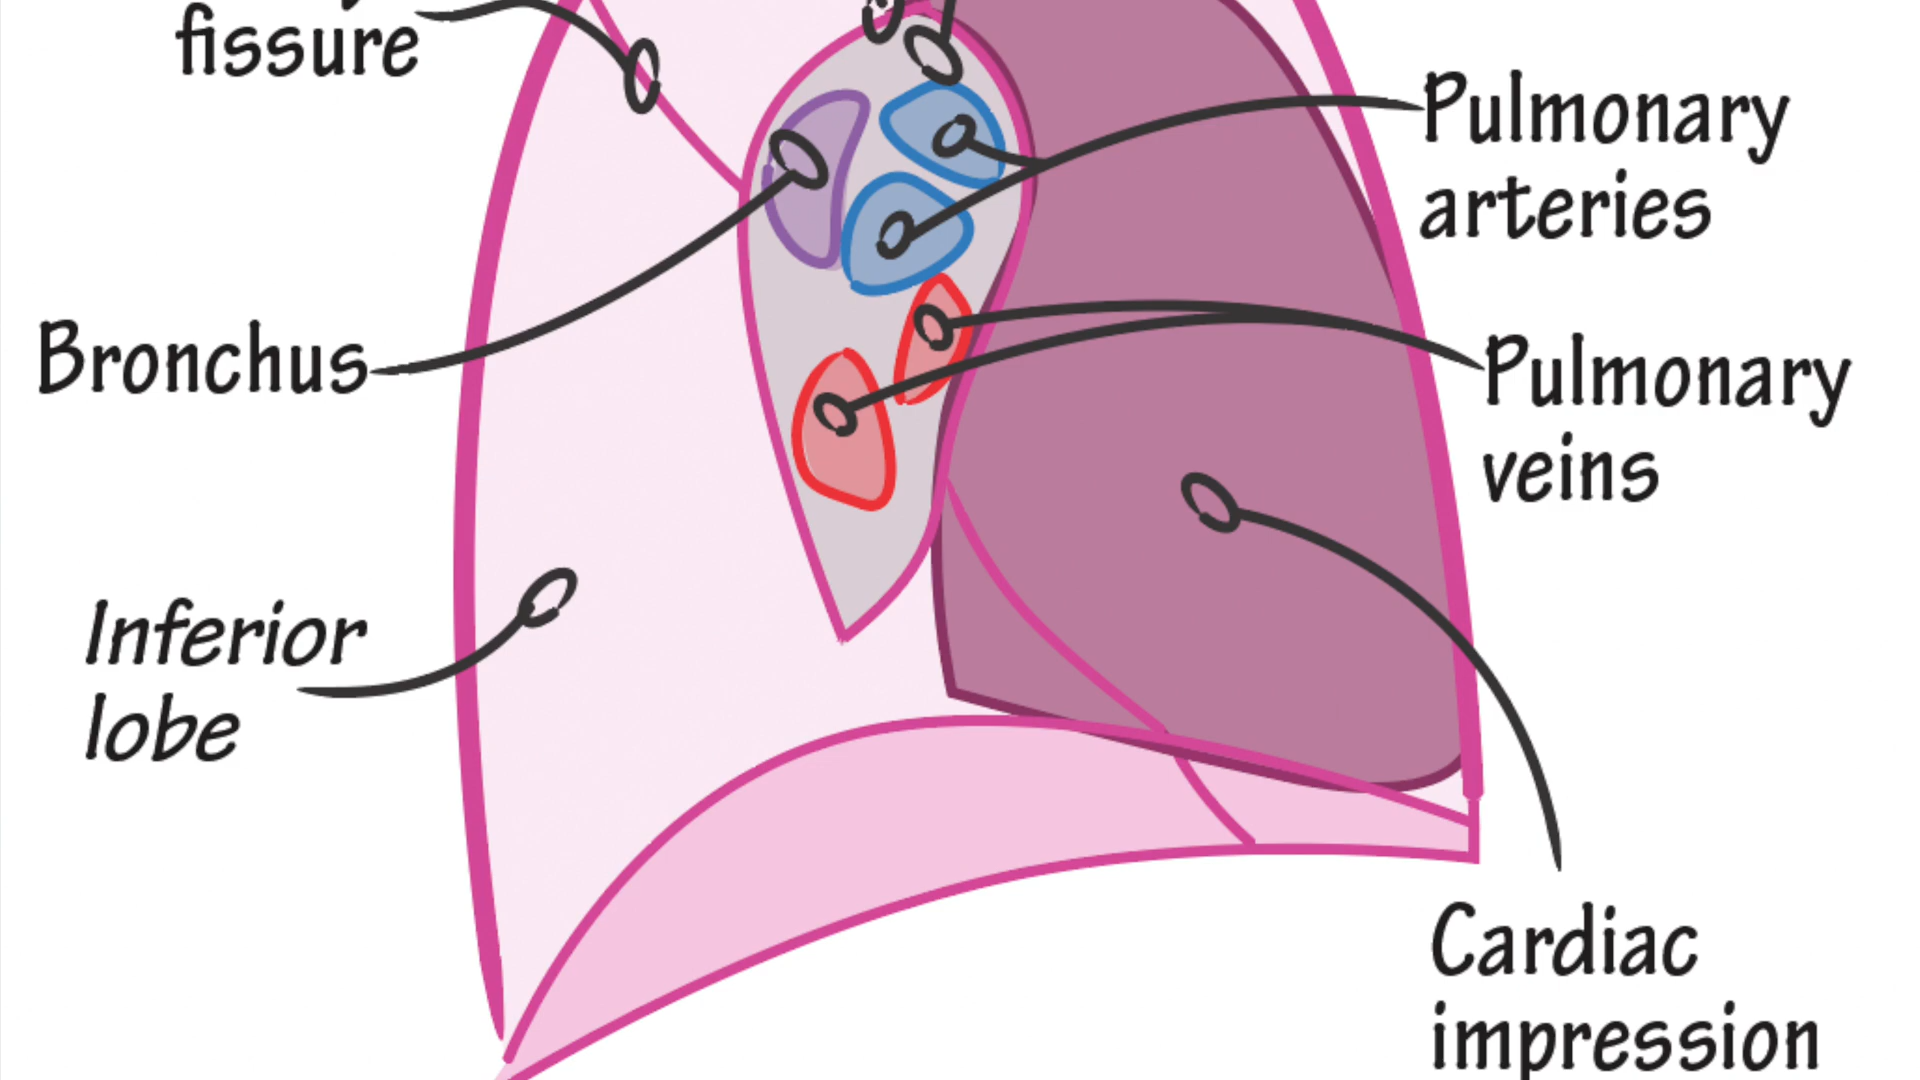 fissure
Pulmonary
arteries
Bronchus
Pulmonary
veins
Inferior
lobe
Cardiac
impression